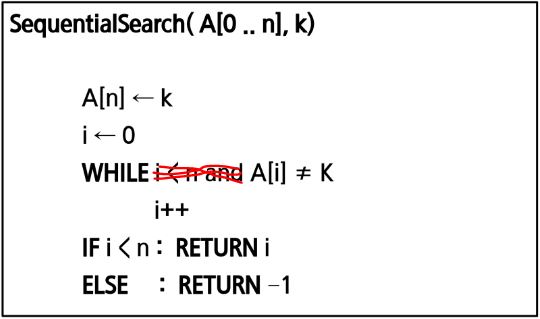 SequentialSearch( A[0 .. n], k)
A[n] ← k
i ← 0
WHILE i < n and A[i] ≠ K
i++
IF i < n : RETURN i
ELSE : RETURN -1